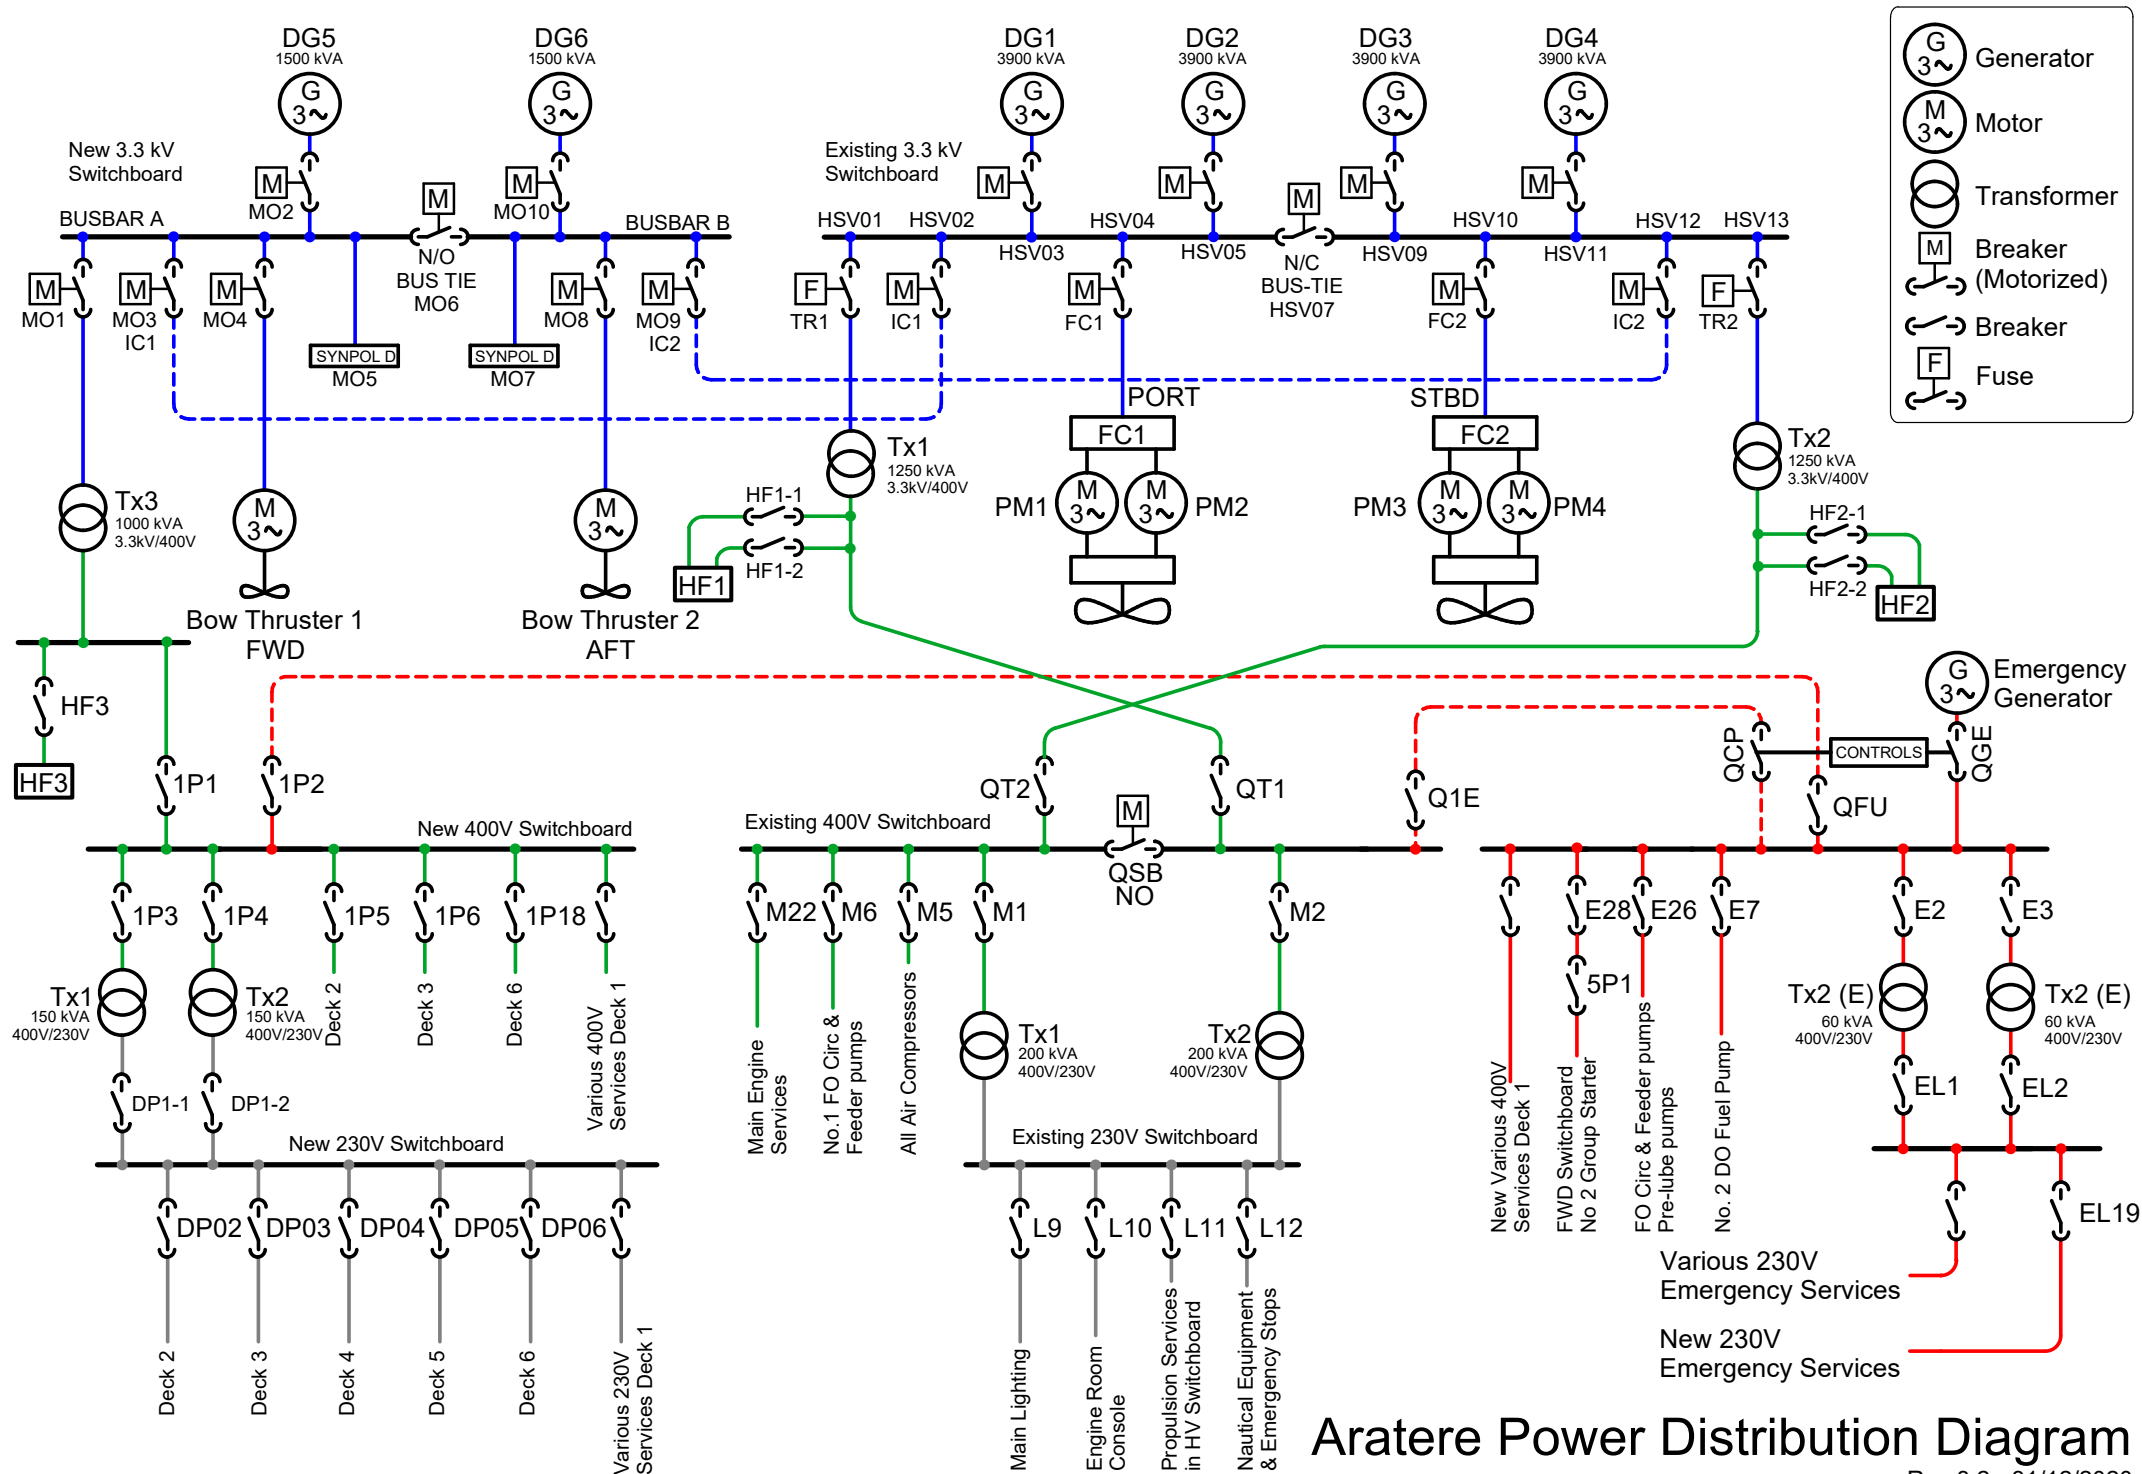 DG5
1500 kVA
G
3~
DG6
1500 kVA
G
3~
DG1
3900 kVA
G
3~
DG2
3900 kVA
G
3~
DG3
3900 kVA
G
3~
DG4
3900 kVA
G
3~
G
3~
Generator
M
3~
Motor
Transformer
M
Breaker
(Motorized)
Breaker
F
Fuse
New 3.3 kV
Switchboard
M
MO2
M
MO10
M
N/O
BUS TIE
MO6
BUSBAR A
BUSBAR B
Existing 3.3 kV
Switchboard
M
M
M
M
M
HSV01
HSV02
HSV03
HSV04
HSV05
N/C
BUS-TIE
HSV07
HSV09
HSV10
HSV11
HSV12
HSV13
M
MO1
M
MO3
IC1
M
MO4
SYNPOL D
MO5
SYNPOL D
MO7
M
MO8
M
MO9
IC2
F
TR1
M
IC1
M
FC1
M
FC2
M
IC2
F
TR2
PORT
FC1
PM1
M
3~
M
3~
PM2
STBD
FC2
PM3
M
3~
M
3~
PM4
Tx1
1250 kVA
3.3kV/400V
Tx2
1250 kVA
3.3kV/400V
Tx3
1000 kVA
3.3kV/400V
M
3~
Bow Thruster 1
FWD
M
3~
Bow Thruster 2
AFT
HF1-1
HF1-2
HF1
HF2-1
HF2-2
HF2
HF3
HF3
1P1
1P2
QT2
QT1
Q1E
QCP
CONTROLS
QGE
QFU
G
3~
Emergency
Generator
New 400V Switchboard
Existing 400V Switchboard
M
QSB
NO
1P3
1P4
1P5
1P6
1P18
M22
M6
M5
M1
M2
E28
E26
E7
E2
E3
5P1
Tx1
150 kVA
400V/230V
Tx2
150 kVA
400V/230V
Deck 2
Deck 3
Deck 6
Various 400V
Services Deck 1
Main Engine
Services
No.1 FO Circ &
Feeder pumps
All Air Compressors
Tx1
200 kVA
400V/230V
Tx2
200 kVA
400V/230V
New Various 400V
Services Deck 1
FWD Switchboard
No 2 Group Starter
FO Circ & Feeder pumps
Pre-lube pumps
No. 2 DO Fuel Pump
Tx2 (E)
60 kVA
400V/230V
Tx2 (E)
60 kVA
400V/230V
DP1-1
DP1-2
EL1
EL2
New 230V Switchboard
Existing 230V Switchboard
DP02
DP03
DP04
DP05
DP06
L9
L10
L11
L12
EL19
Deck 2
Deck 3
Deck 4
Deck 5
Deck 6
Various 230V
Services Deck 1
Main Lighting
Engine Room
Console
Propulsion Services
in HV Switchboard
Nautical Equipment
& Emergency Stops
Various 230V
Emergency Services
New 230V
Emergency Services
Aratere Power Distribution Diagram